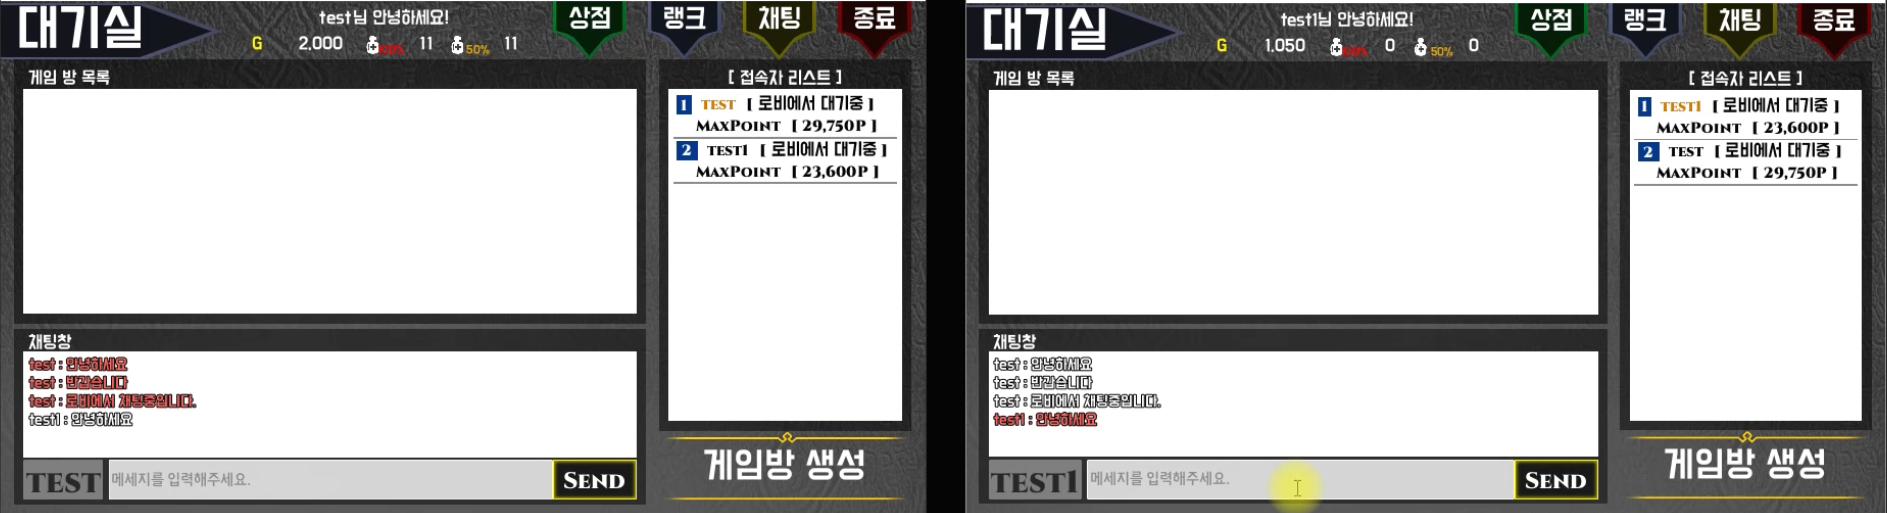 대기실
test님 안녕하세요!
G 2,000 100% 11 50% 11
상점 랭크 채팅 종료
게임 방 목록
[ 접속자 리스트 ]
1 TEST [ 로비에서 대기중 ]
MAXPOINT [ 29,750P ]
2 TEST1 [ 로비에서 대기중 ]
MAXPOINT [ 23,600P ]
채팅창
test : 안녕하세요
test : 반갑습니다
test : 로비에서 채팅중입니다.
test1 : 안녕하세요
TEST 메세지를 입력해주세요. SEND
게임방 생성
대기실
test1님 안녕하세요!
G 1,050 100% 0 50% 0
상점 랭크 채팅 종료
게임 방 목록
[ 접속자 리스트 ]
1 TEST1 [ 로비에서 대기중 ]
MAXPOINT [ 23,600P ]
2 TEST [ 로비에서 대기중 ]
MAXPOINT [ 29,750P ]
채팅창
test : 안녕하세요
test : 반갑습니다
test : 로비에서 채팅중입니다.
test1 : 안녕하세요
TEST1 메세지를 입력해주세요. SEND
게임방 생성